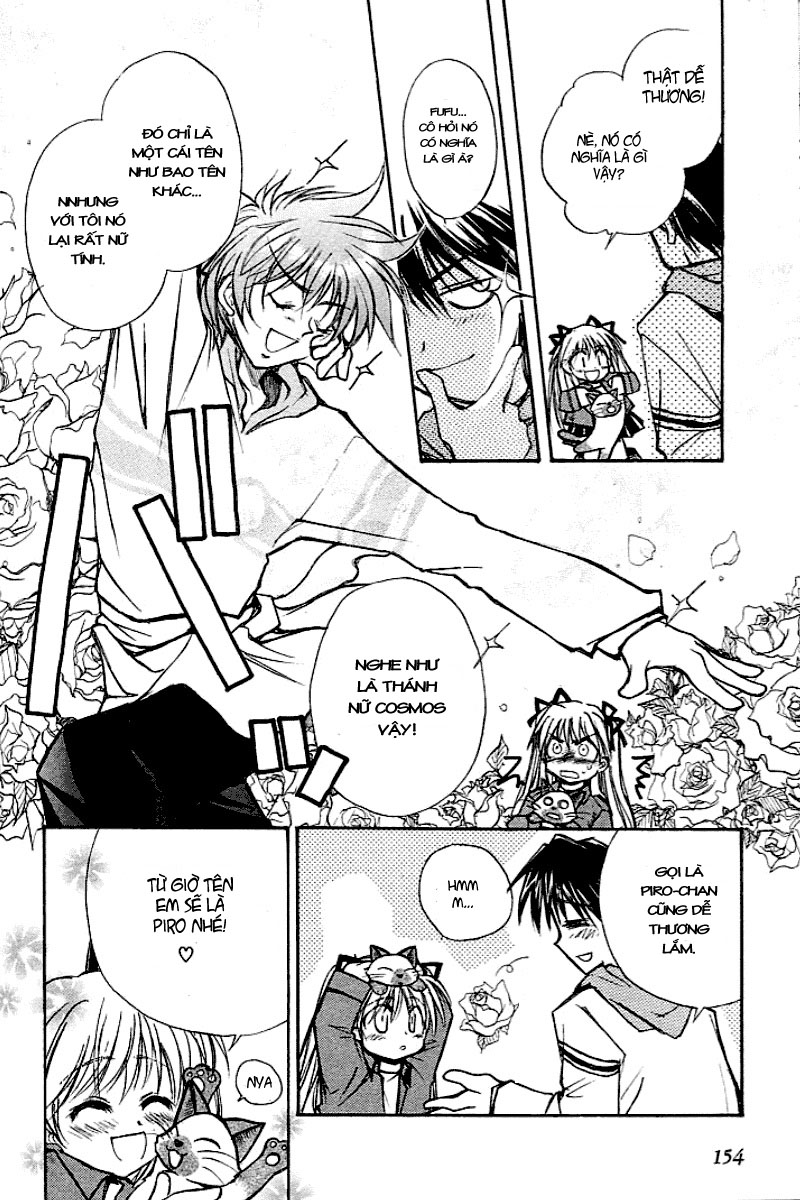 THẬT DỄ
THƯƠNG!
NÈ, NÓ CÓ
NGHĨA LÀ GÌ
VẬY?
FUFU...
CÔ HỎI NÓ
CÓ NGHĨA
LÀ GÌ À?
ĐÓ CHỈ LÀ
MỘT CÁI TÊN
NHƯ BAO TÊN
KHÁC...
NNHƯNG
VỚI TÔI NÓ
LẠI RẤT NỮ
TÍNH.
NGHE NHƯ
LÀ THÁNH
NỮ COSMOS
VẬY!
GỌI LÀ
PIRO-CHAN
CŨNG DỄ
THƯƠNG
LẮM.
HMM
M...
TỪ GIỜ TÊN
EM SẼ LÀ
PIRO NHÉ!
♡
NYA
154